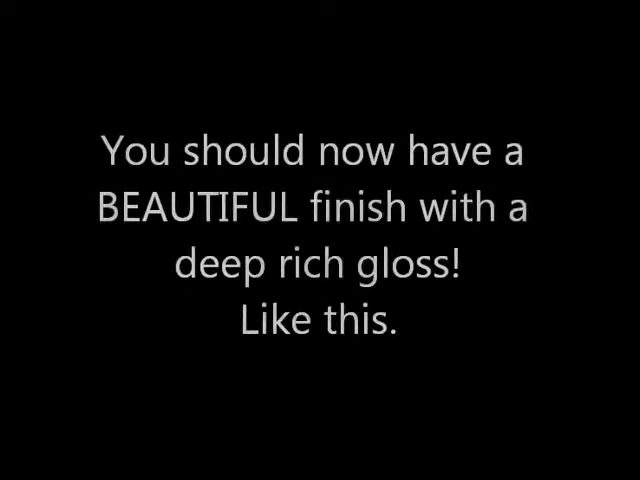 You should now have a
BEAUTIFUL finish with a
deep rich gloss!
Like this.